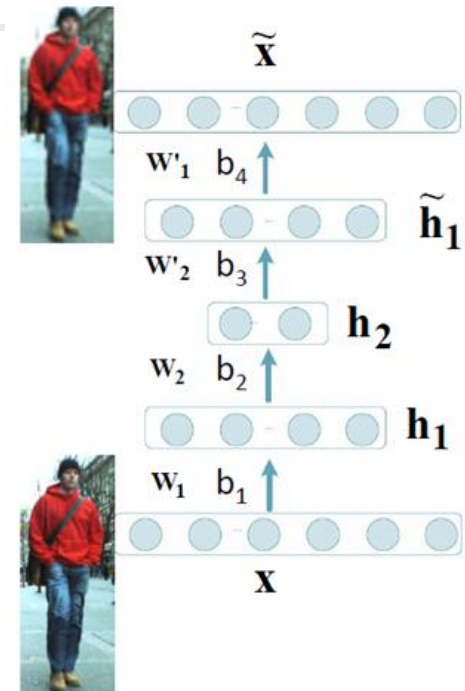 x̃
W'₁ b₄
h̃₁
W'₂ b₃
h₂
W₂ b₂
h₁
W₁ b₁
x